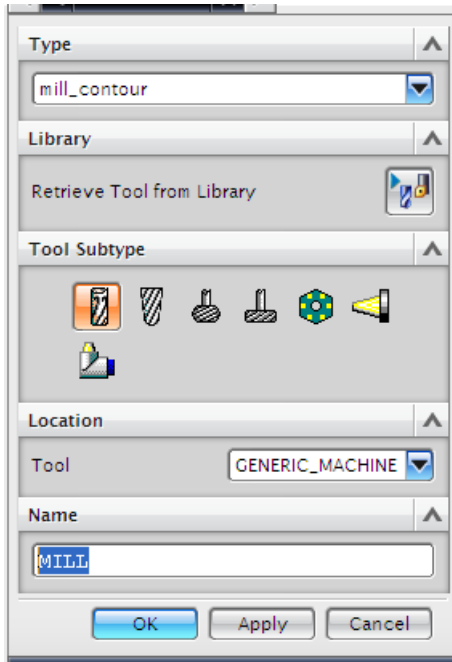 Type
mill_contour
Library
Retrieve Tool from Library
Tool Subtype
Location
Tool GENERIC_MACHINE
Name
MILL
OK Apply Cancel